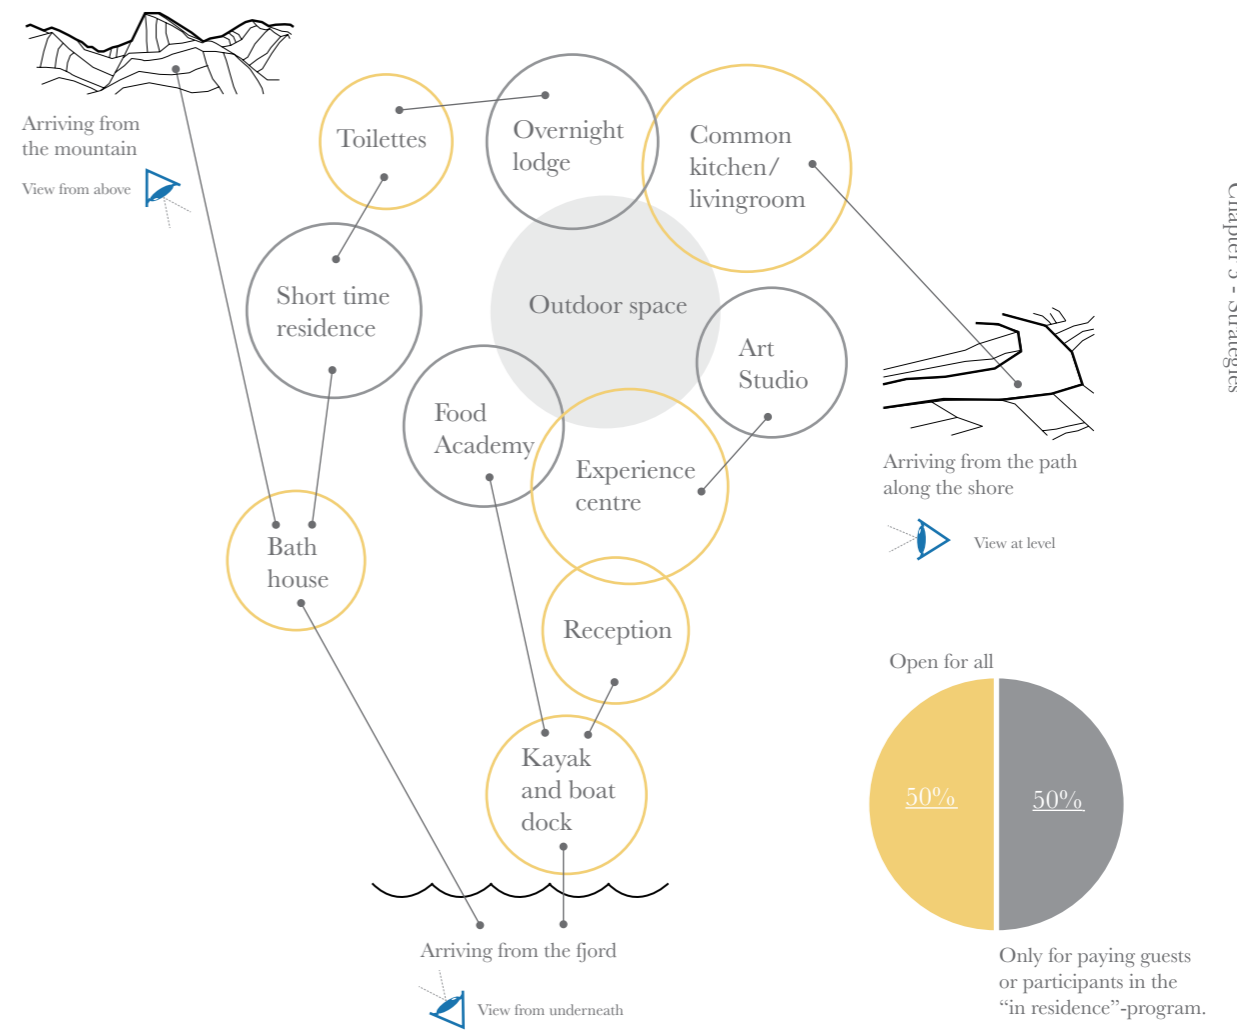 Arriving from
the mountain
View from above
Toilettes
Overnight
lodge
Common
kitchen/
livingroom
Short time
residence
Outdoor space
Art
Studio
Food
Academy
Experience
centre
Arriving from the path
along the shore
View at level
Bath
house
Reception
Kayak
and boat
dock
Arriving from the fjord
View from underneath
Open for all
50%
50%
Only for paying guests
or participants in the
“in residence”-program.
- Strategies